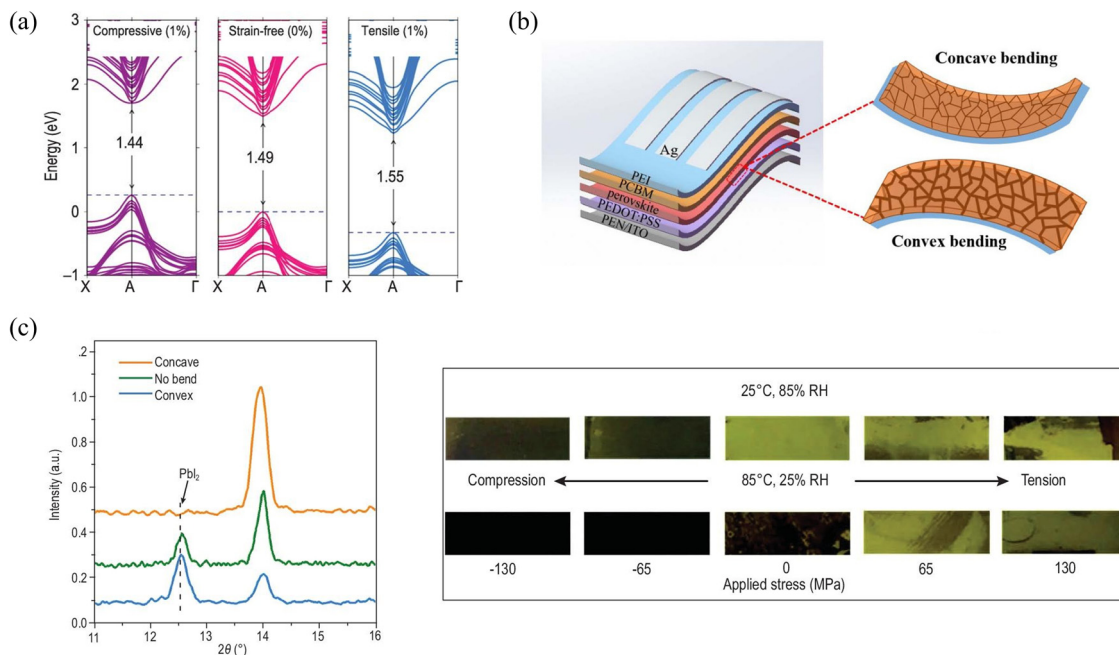 (a)
Compressive (1%)
Strain-free (0%)
Tensile (1%)
3
2
1
0
–1
Energy (eV)
1.44
1.49
1.55
X A Γ
X A Γ
X A Γ
(b)
Ag
PEI
PCBM
perovskite
PEDOT:PSS
PEN/ITO
Concave bending
Convex bending
(c)
Concave
No bend
Convex
PbI₂
.2
1.0
0.8
0.6
0.4
0.2
0
Intensity (a.u.)
11 12 13 14 15 16
2θ (°)
25°C, 85% RH
Compression
85°C, 25% RH
Tension
-130 -65 0 65 130
Applied stress (MPa)